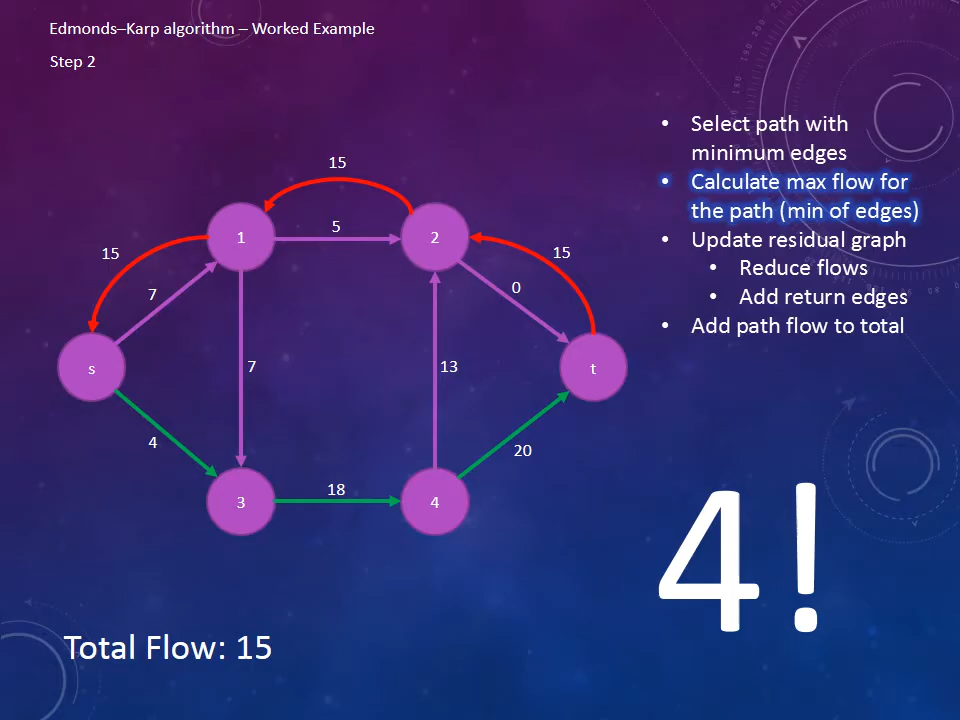 Edmonds–Karp algorithm – Worked Example
Step 2
• Select path with
minimum edges
• Calculate max flow for
the path (min of edges)
• Update residual graph
• Reduce flows
• Add return edges
• Add path flow to total
15
1
5
2
15
15
7
0
s
7
13
t
4
20
3
18
4
4!
Total Flow: 15